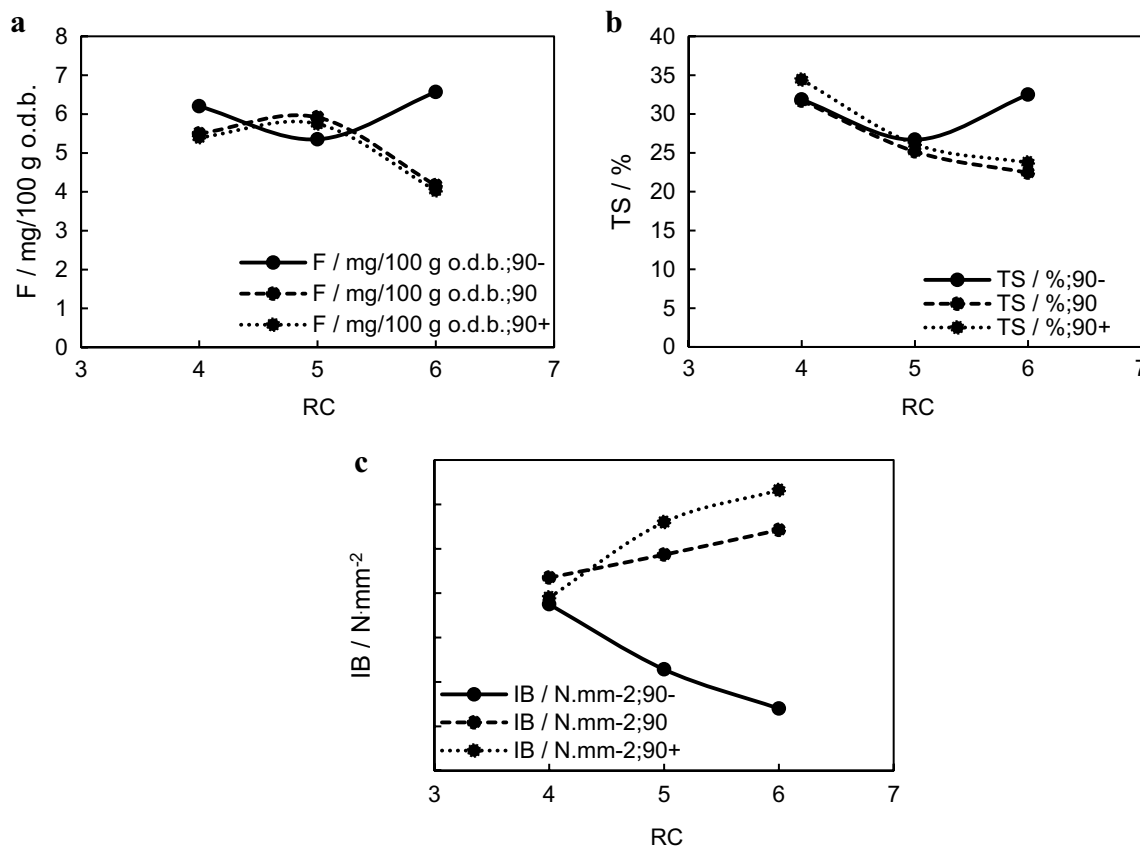 a
8
7
6
5
4
3
2
1
0
F / mg/100 g o.d.b.
F / mg/100 g o.d.b.;90-
F / mg/100 g o.d.b.;90
F / mg/100 g o.d.b.;90+
3 4 5 6 7
RC
b
40
35
30
25
20
15
10
5
0
TS / %
TS / %;90-
TS / %;90
TS / %;90+
3 4 5 6 7
RC
c
IB / N·mm-2
IB / N.mm-2;90-
IB / N.mm-2;90
IB / N.mm-2;90+
3 4 5 6 7
RC